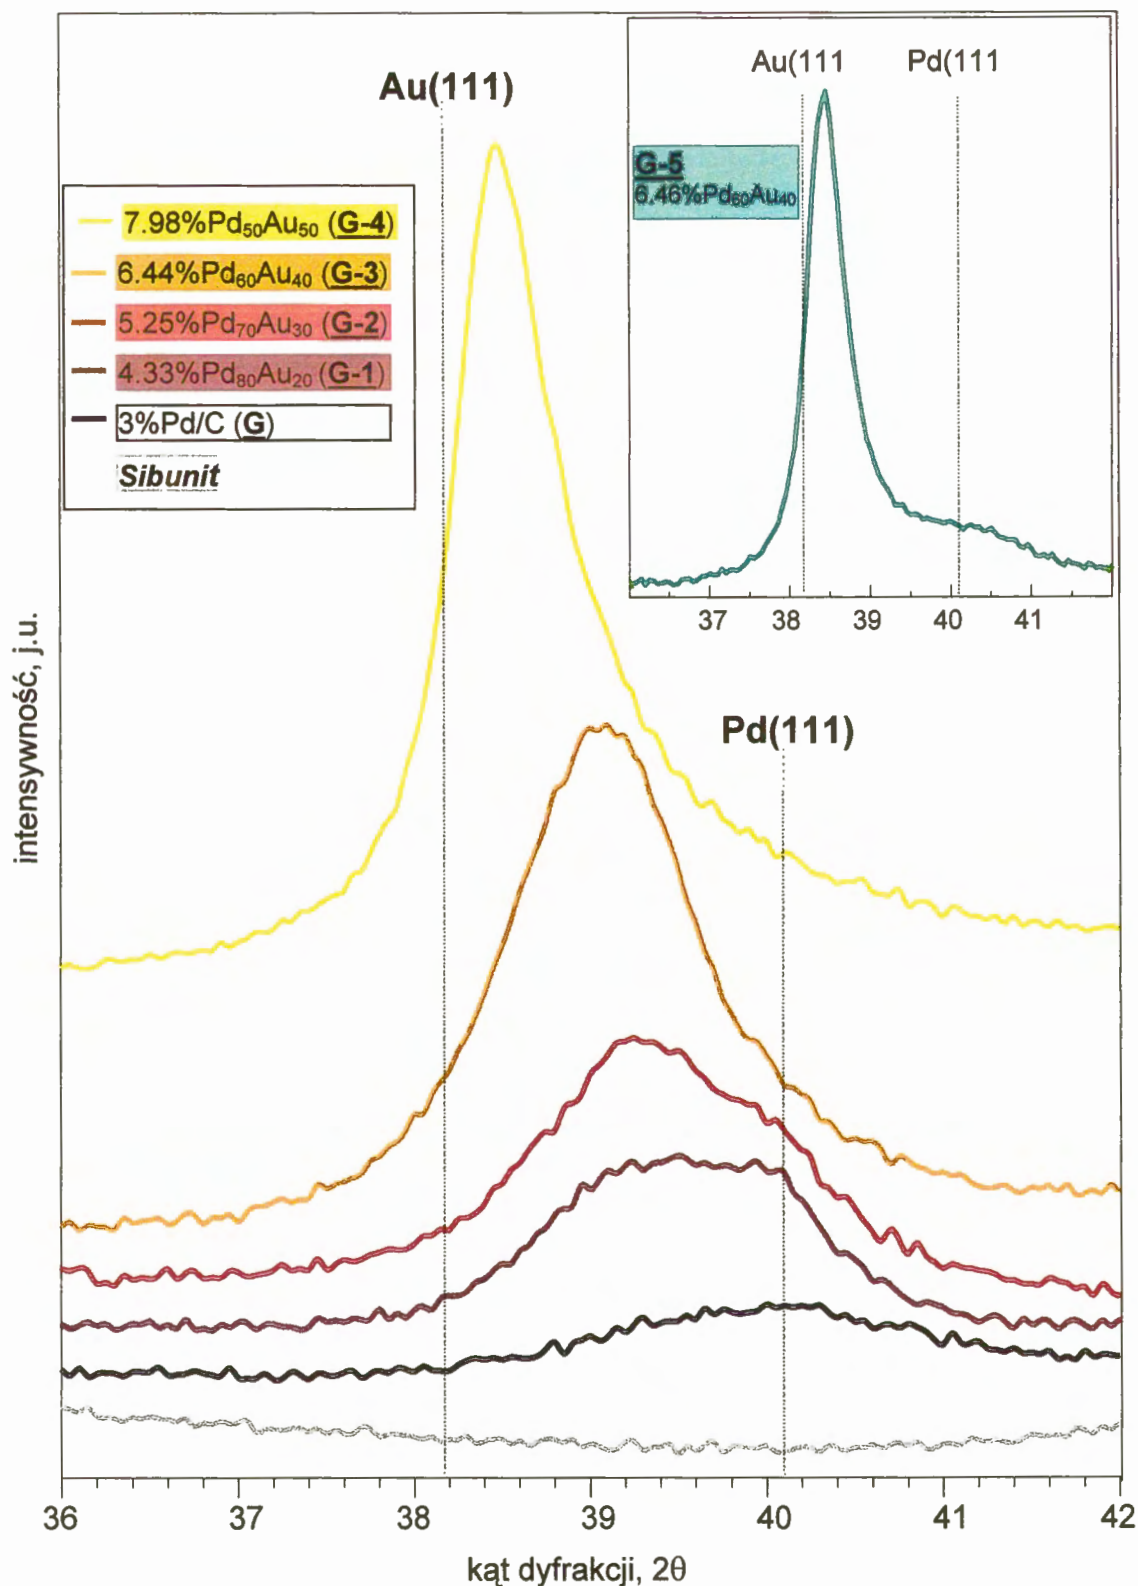 Au(111)
7.98%Pd₅₀Au₅₀ (G-4)
6.44%Pd₆₀Au₄₀ (G-3)
5.25%Pd₇₀Au₃₀ (G-2)
4.33%Pd₈₀Au₂₀ (G-1)
3%Pd/C (G)
Sibunit
Au(111 Pd(111
G-5
6.46%Pd₆₀Au₄₀
37 38 39 40 41
Pd(111)
intensywność, j.u.
36 37 38 39 40 41 42
kąt dyfrakcji, 2θ